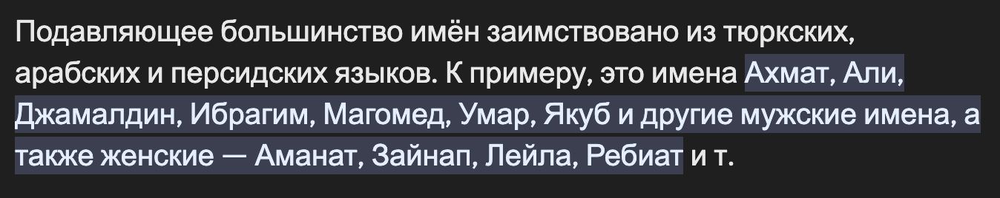 Подавляющее большинство имён заимствовано из тюркских,
арабских и персидских языков. К примеру, это имена Ахмат, Али,
Джамалдин, Ибрагим, Магомед, Умар, Якуб и другие мужские имена, а
также женские — Аманат, Зайнап, Лейла, Ребиат и т.